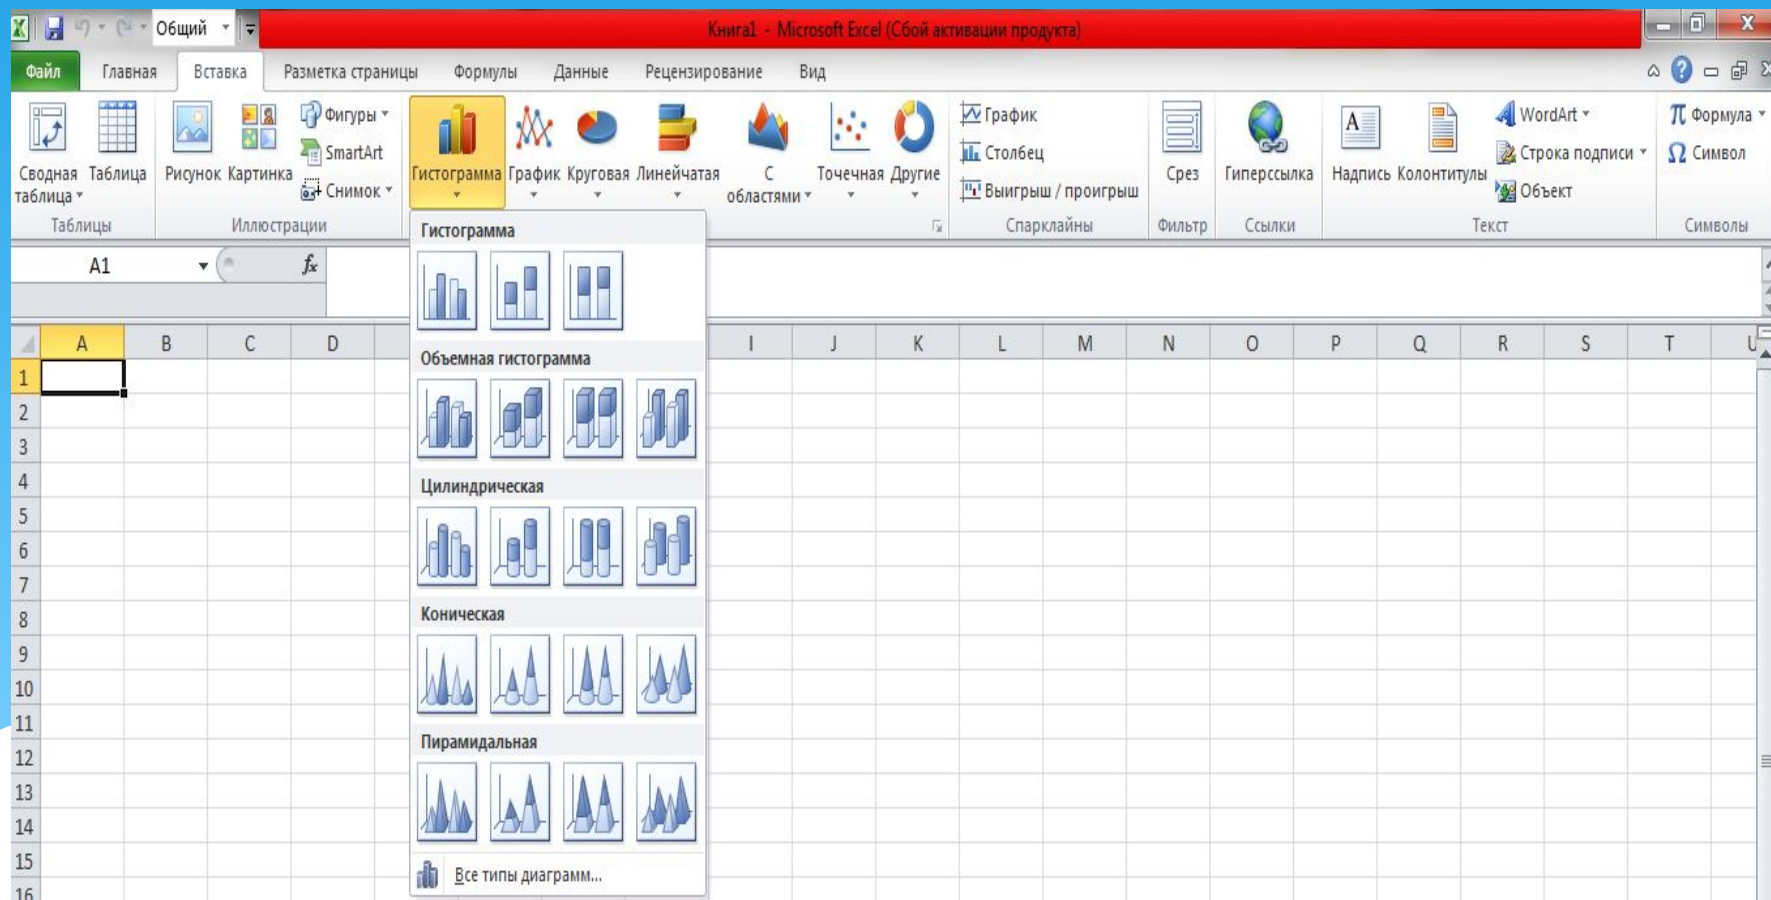 Общий
Книга1 - Microsoft Excel (Сбой активации продукта)
Файл Главная Вставка Разметка страницы Формулы Данные Рецензирование Вид
Сводная таблица
Таблица
Рисунок
Картинка
Фигуры
SmartArt
Снимок
Гистограмма
График
Круговая
Линейчатая
С областями
Точечная
Другие
График
Столбец
Выигрыш / проигрыш
Срез
Гиперссылка
Надпись
Колонтитулы
WordArt
Строка подписи
Объект
Формула
Символ
Таблицы Иллюстрации Спарклайны Фильтр Ссылки Текст Символы
A1 fx
Гистограмма
Объемная гистограмма
Цилиндрическая
Коническая
Пирамидальная
Все типы диаграмм...
A B C D I J K L M N O P Q R S T U
1
2
3
4
5
6
7
8
9
10
11
12
13
14
15
16